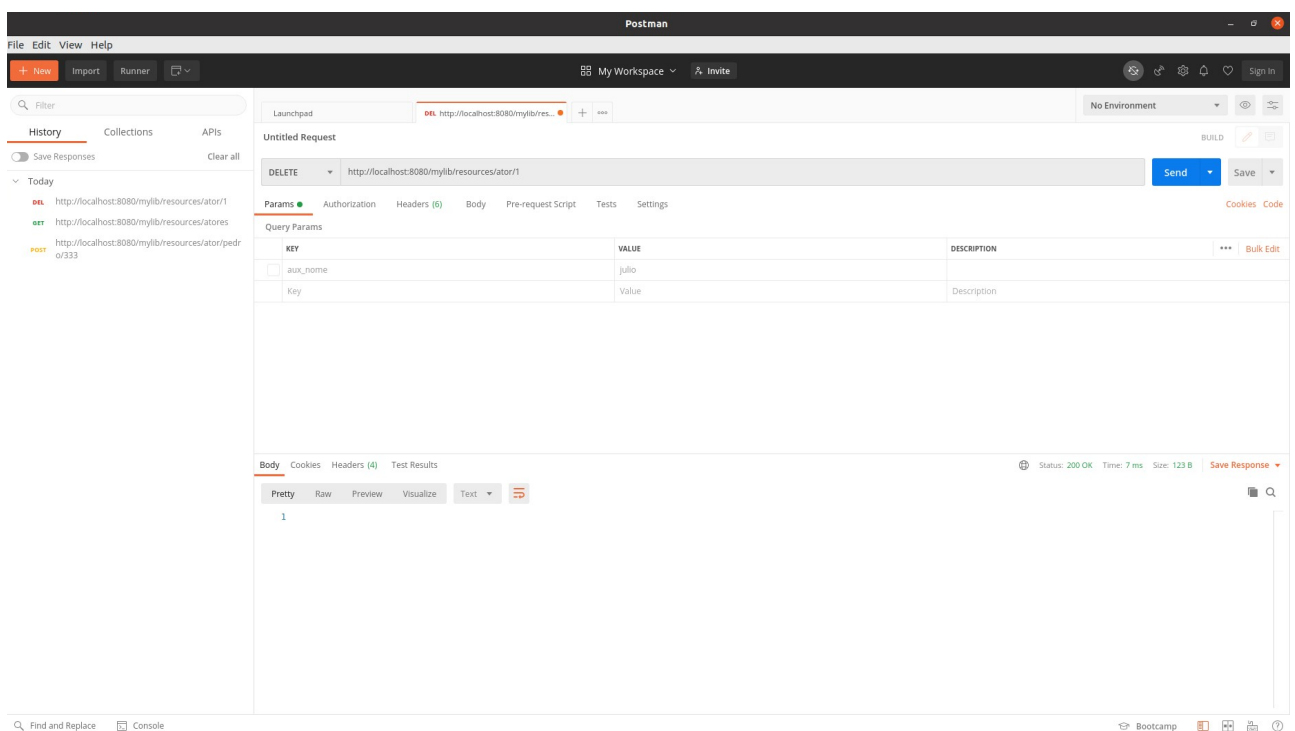 Postman
File Edit View Help
+ New Import Runner My Workspace Invite Sign In
Filter
History Collections APIs
Save Responses Clear all
Today
DEL http://localhost:8080/mylib/resources/ator/1
GET http://localhost:8080/mylib/resources/atores
POST http://localhost:8080/mylib/resources/ator/pedr
o/333
Launchpad DEL http://localhost:8080/mylib/res... + ooo No Environment
Untitled Request BUILD
DELETE http://localhost:8080/mylib/resources/ator/1 Send Save
Params Authorization Headers (6) Body Pre-request Script Tests Settings Cookies Code
Query Params
KEY VALUE DESCRIPTION ••• Bulk Edit
aux_nome julio
Key Value Description
Body Cookies Headers (4) Test Results Status: 200 OK Time: 7 ms Size: 123 B Save Response
Pretty Raw Preview Visualize Text
1
Find and Replace Console Bootcamp